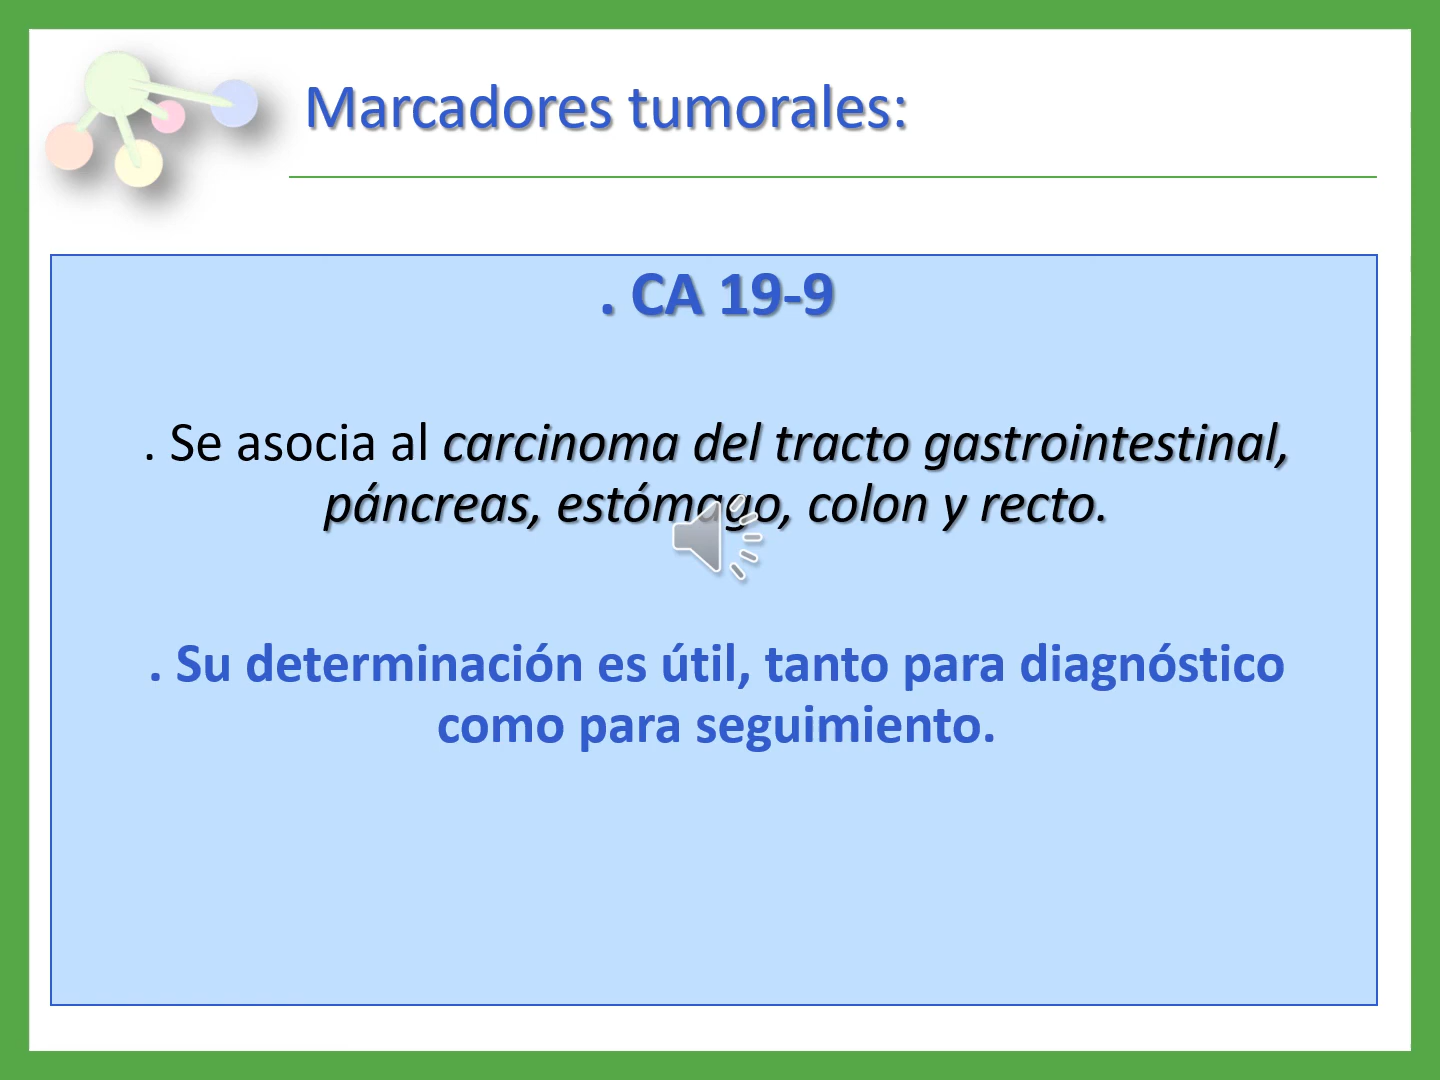 Marcadores tumorales:
. CA 19-9
. Se asocia al carcinoma del tracto gastrointestinal,
páncreas, estómago, colon y recto.
. Su determinación es útil, tanto para diagnóstico
como para seguimiento.